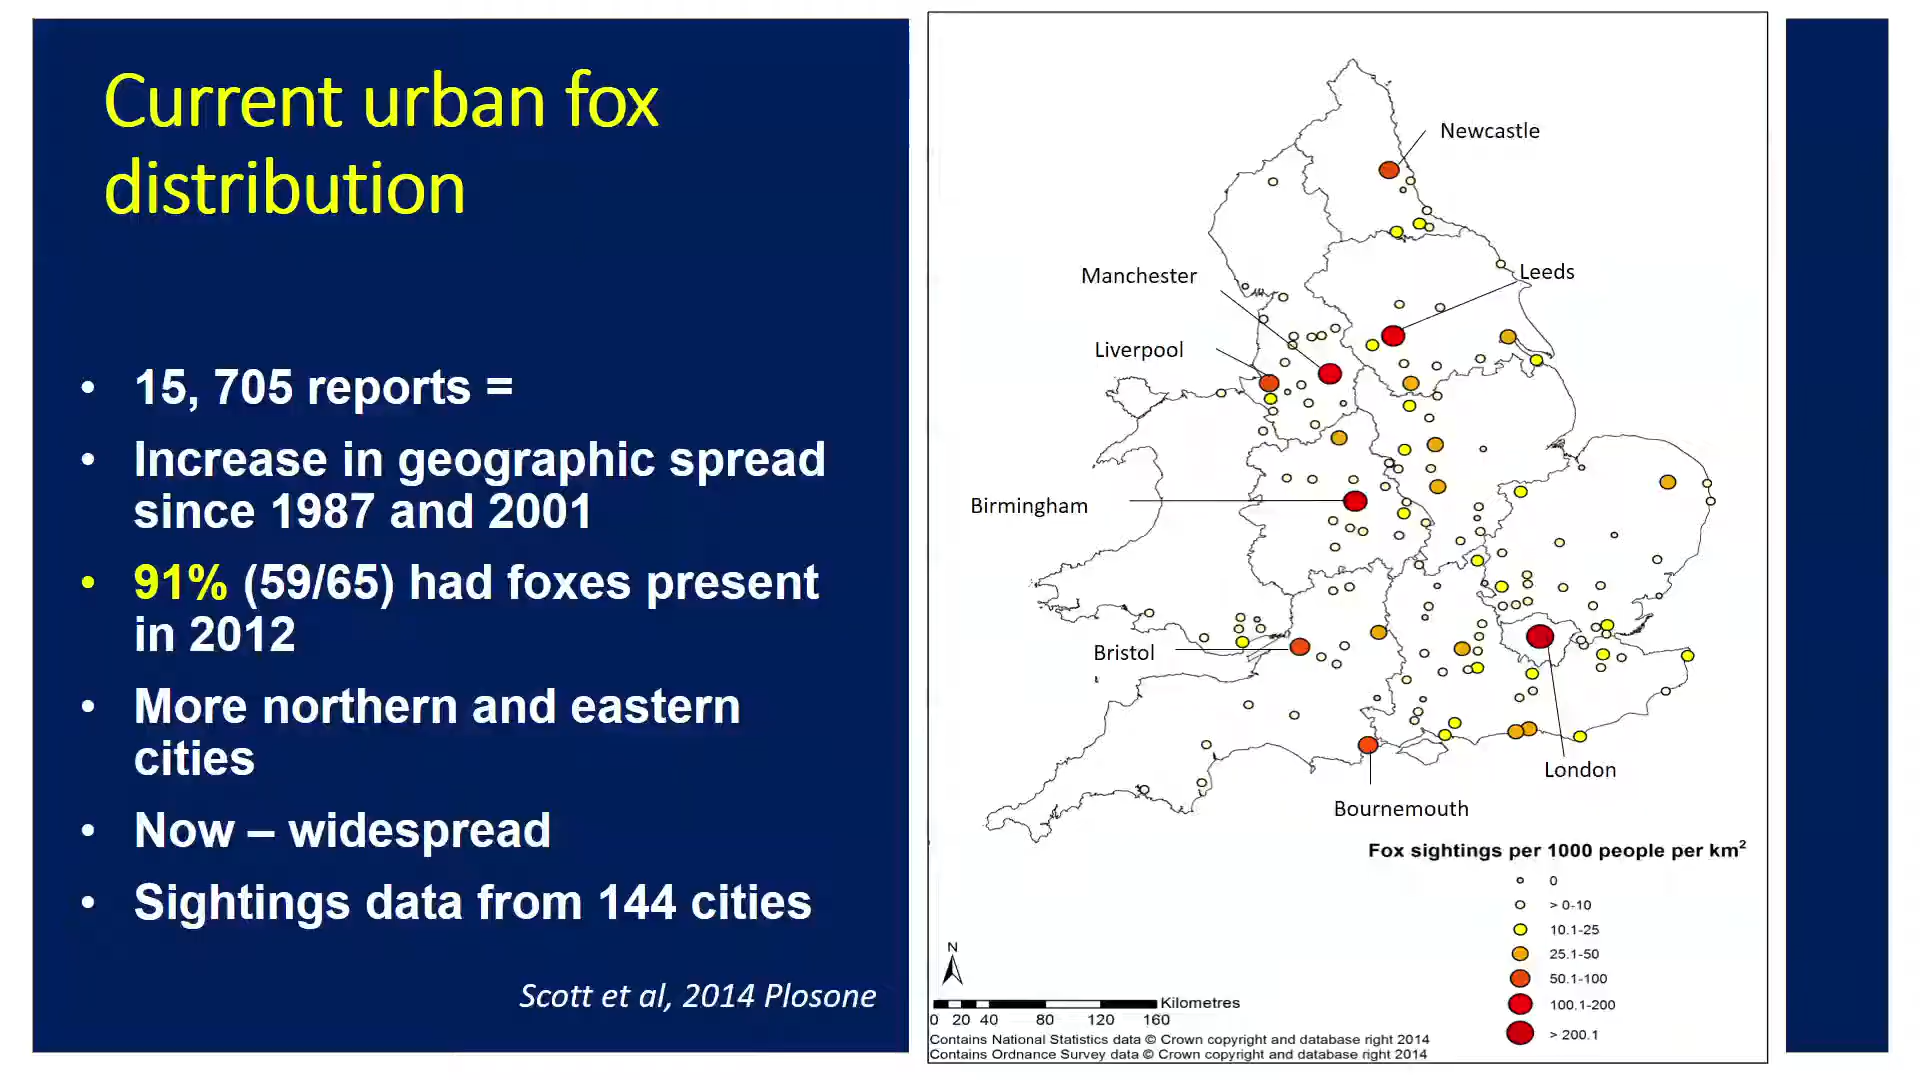 Current urban fox
distribution
• 15, 705 reports =
• Increase in geographic spread
since 1987 and 2001
• 91% (59/65) had foxes present
in 2012
• More northern and eastern
cities
• Now – widespread
• Sightings data from 144 cities
Scott et al, 2014 Plosone
Newcastle
Leeds
Manchester
Liverpool
Birmingham
Bristol
London
Bournemouth
Fox sightings per 1000 people per km²
0
> 0-10
10.1-25
25.1-50
50.1-100
100.1-200
> 200.1
N
Kilometres
0 20 40 80 120 160
Contains National Statistics data © Crown copyright and database right 2014
Contains Ordnance Survey data © Crown copyright and database right 2014